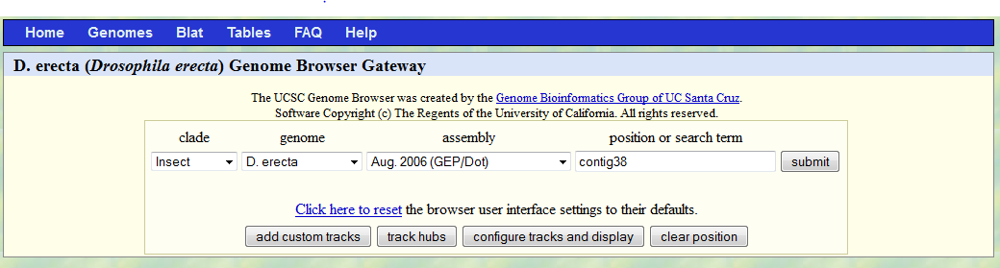 Home Genomes Blat Tables FAQ Help
D. erecta (Drosophila erecta) Genome Browser Gateway
The UCSC Genome Browser was created by the Genome Bioinformatics Group of UC Santa Cruz.
Software Copyright (c) The Regents of the University of California. All rights reserved.
clade genome assembly position or search term
Insect D. erecta Aug. 2006 (GEP/Dot) contig38 submit
Click here to reset the browser user interface settings to their defaults.
add custom tracks track hubs configure tracks and display clear position